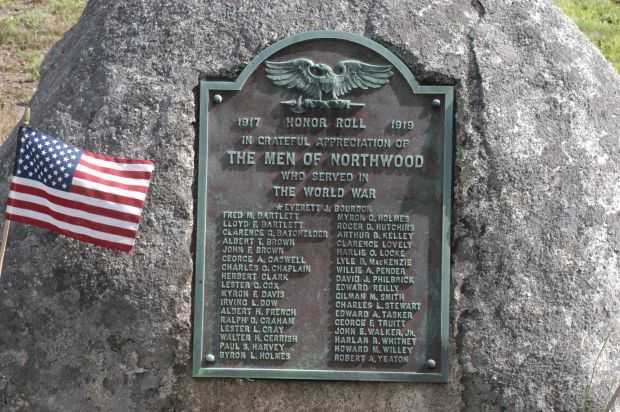 1917 HONOR ROLL 1919
IN GRATEFUL APPRECIATION OF
THE MEN OF NORTHWOOD
WHO SERVED IN
THE WORLD WAR
★EVERETT J. BOURDON
FRED M. BARTLETT
LLOYD F. BARTLETT
CLARENCE G. BATCHELDER
ALBERT T. BROWN
JOHN F. BROWN
GEORGE A. CASWELL
CHARLES G. CHAPLAIN
HERBERT CLARK
LESTER G. COX
MYRON F. DAVIS
IRVING L. DOW
ALBERT H. FRENCH
RALPH D. GRAHAM
LESTER L. GRAY
WALTER H. GERRISH
PAUL S. HARVEY
BYRON L. HOLMES
MYRON G. HOLMES
ROGER D. HUTCHINS
ARTHUR B. KELLEY
CLARENCE LOVELY
HARLIE O. LOCKE
LYLE B. MACKENZIE
WILLIS A. PENDER
DAVID J. PHILBRICK
EDWARD REILLY
GILMAN M. SMITH
CHARLES L. STEWART
EDWARD A. TASKER
GEORGE F. TRUITT
JOHN E. WALKER, JR.
HARLAN R. WHITNEY
HOWARD M. WILLEY
ROBERT A. YEATON